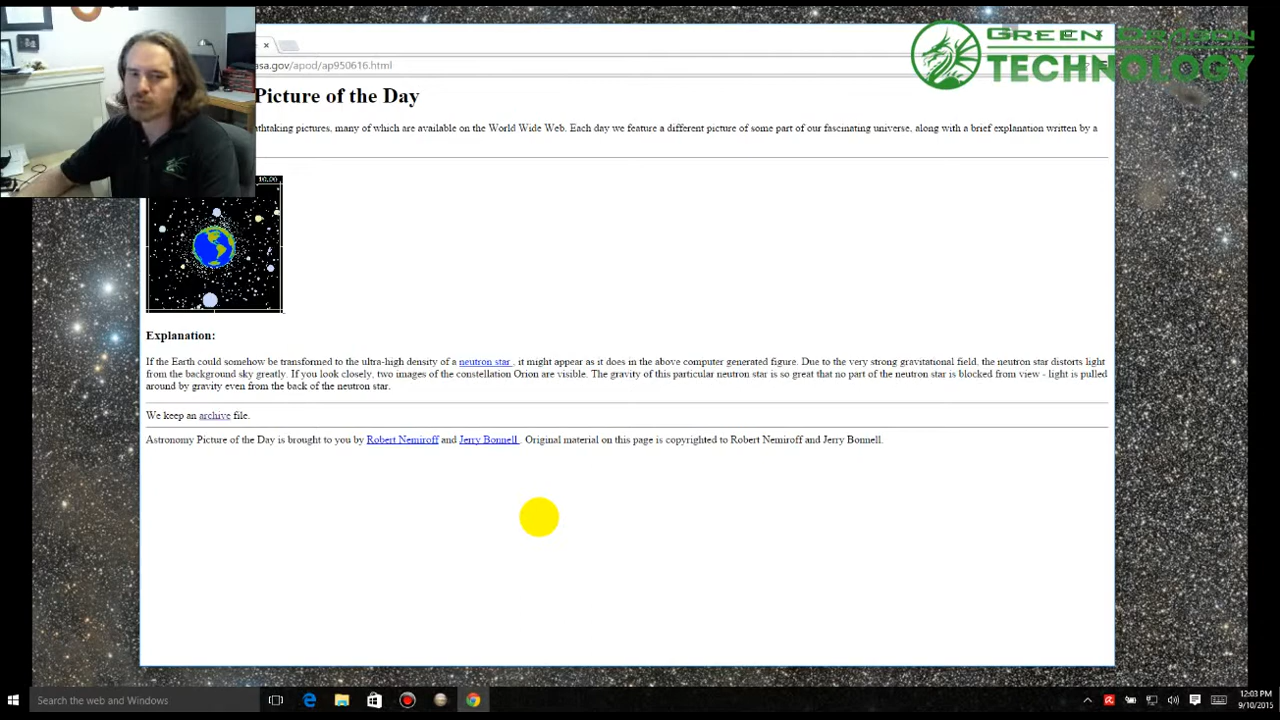 GREEN DRAGON
TECHNOLOGY
asa.gov/apod/ap950616.html
Picture of the Day
athtaking pictures, many of which are available on the World Wide Web. Each day we feature a different picture of some part of our fascinating universe, along with a brief explanation written by a
10.00
Explanation:
If the Earth could somehow be transformed to the ultra-high density of a neutron star , it might appear as it does in the above computer generated figure. Due to the very strong gravitational field, the neutron star distorts light
from the background sky greatly. If you look closely, two images of the constellation Orion are visible. The gravity of this particular neutron star is so great that no part of the neutron star is blocked from view - light is pulled
around by gravity even from the back of the neutron star.
We keep an archive file.
Astronomy Picture of the Day is brought to you by Robert Nemiroff and Jerry Bonnell . Original material on this page is copyrighted to Robert Nemiroff and Jerry Bonnell.
Search the web and Windows
12:03 PM
9/10/2015